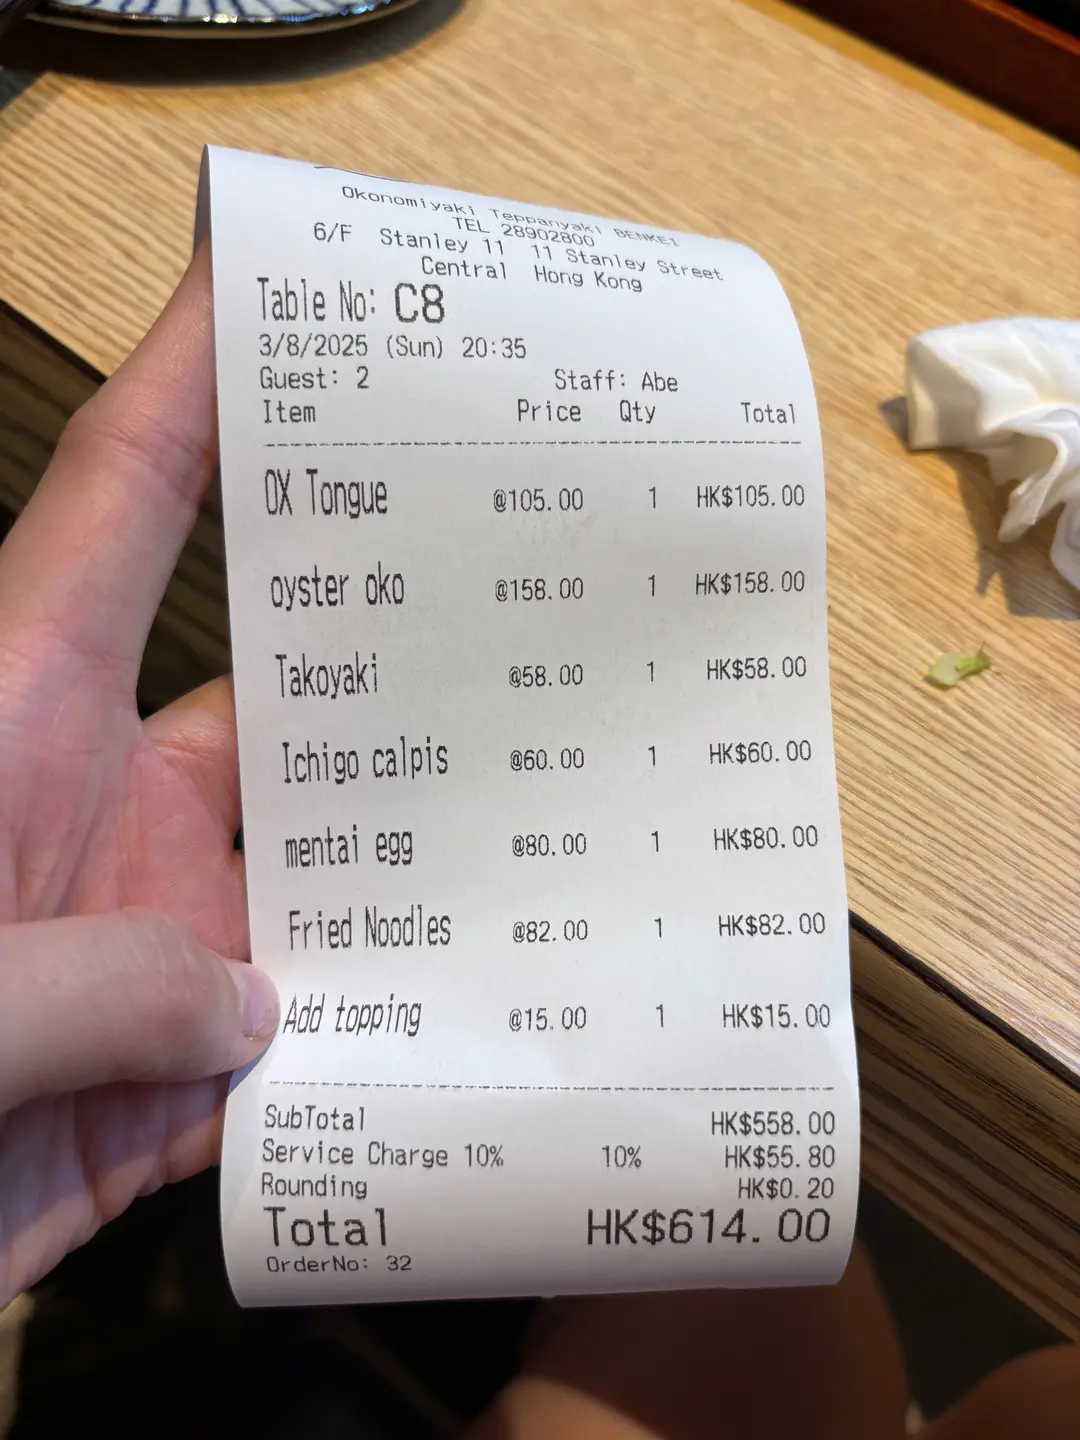 Okonomiyaki Teppanyaki BENKEI
TEL 28902800
6/F Stanley 11 11 Stanley Street
Central Hong Kong
Table No: C8
3/8/2025 (Sun) 20:35
Guest: 2 Staff: Abe
Item Price Qty Total
OX Tongue @105.00 1 HK$105.00
oyster oko @158.00 1 HK$158.00
Takoyaki @58.00 1 HK$58.00
Ichigo calpis @60.00 1 HK$60.00
mentai egg @80.00 1 HK$80.00
Fried Noodles @82.00 1 HK$82.00
Add topping @15.00 1 HK$15.00
SubTotal HK$558.00
Service Charge 10% 10% HK$55.80
Rounding HK$0.20
Total HK$614.00
OrderNo: 32